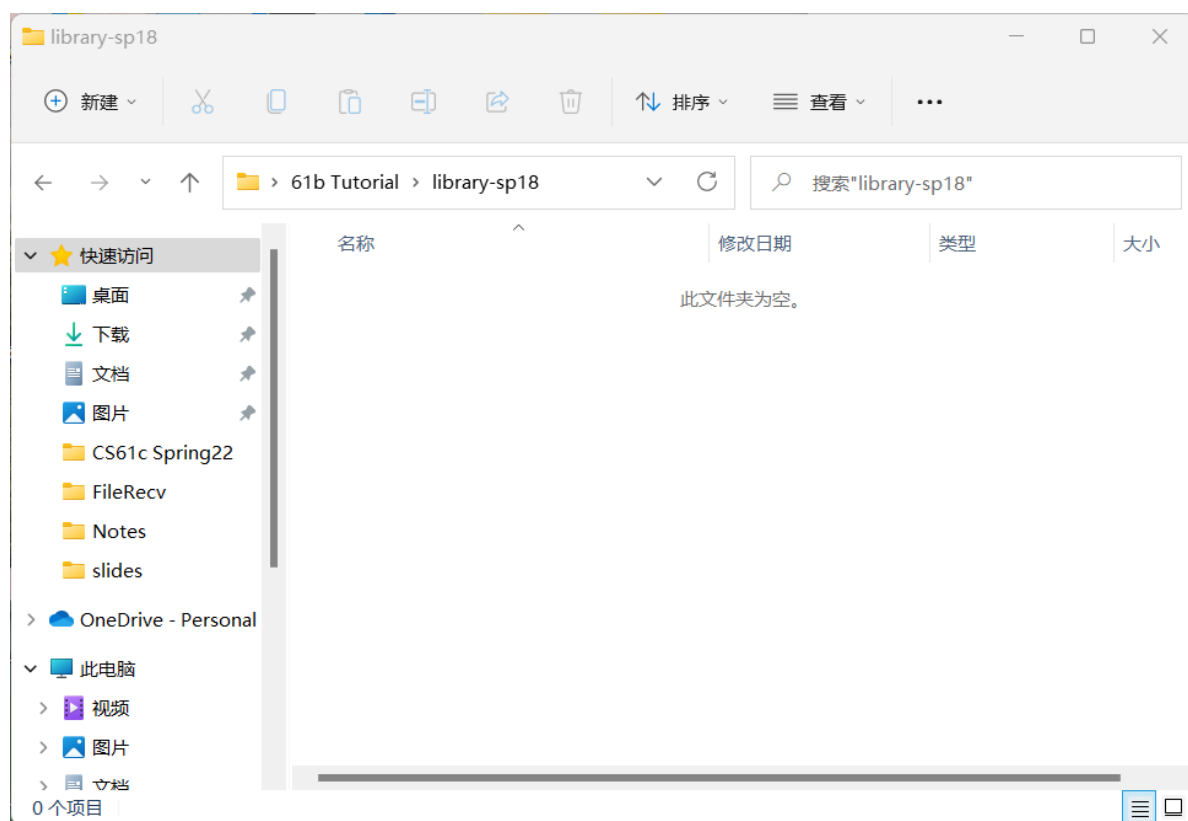 library-sp18
新建 排序 查看
61b Tutorial library-sp18 搜索"library-sp18"
名称 修改日期 类型 大小
此文件夹为空。
快速访问
桌面
下载
文档
图片
CS61c Spring22
FileRecv
Notes
slides
OneDrive - Personal
此电脑
视频
图片
文档
0 个项目